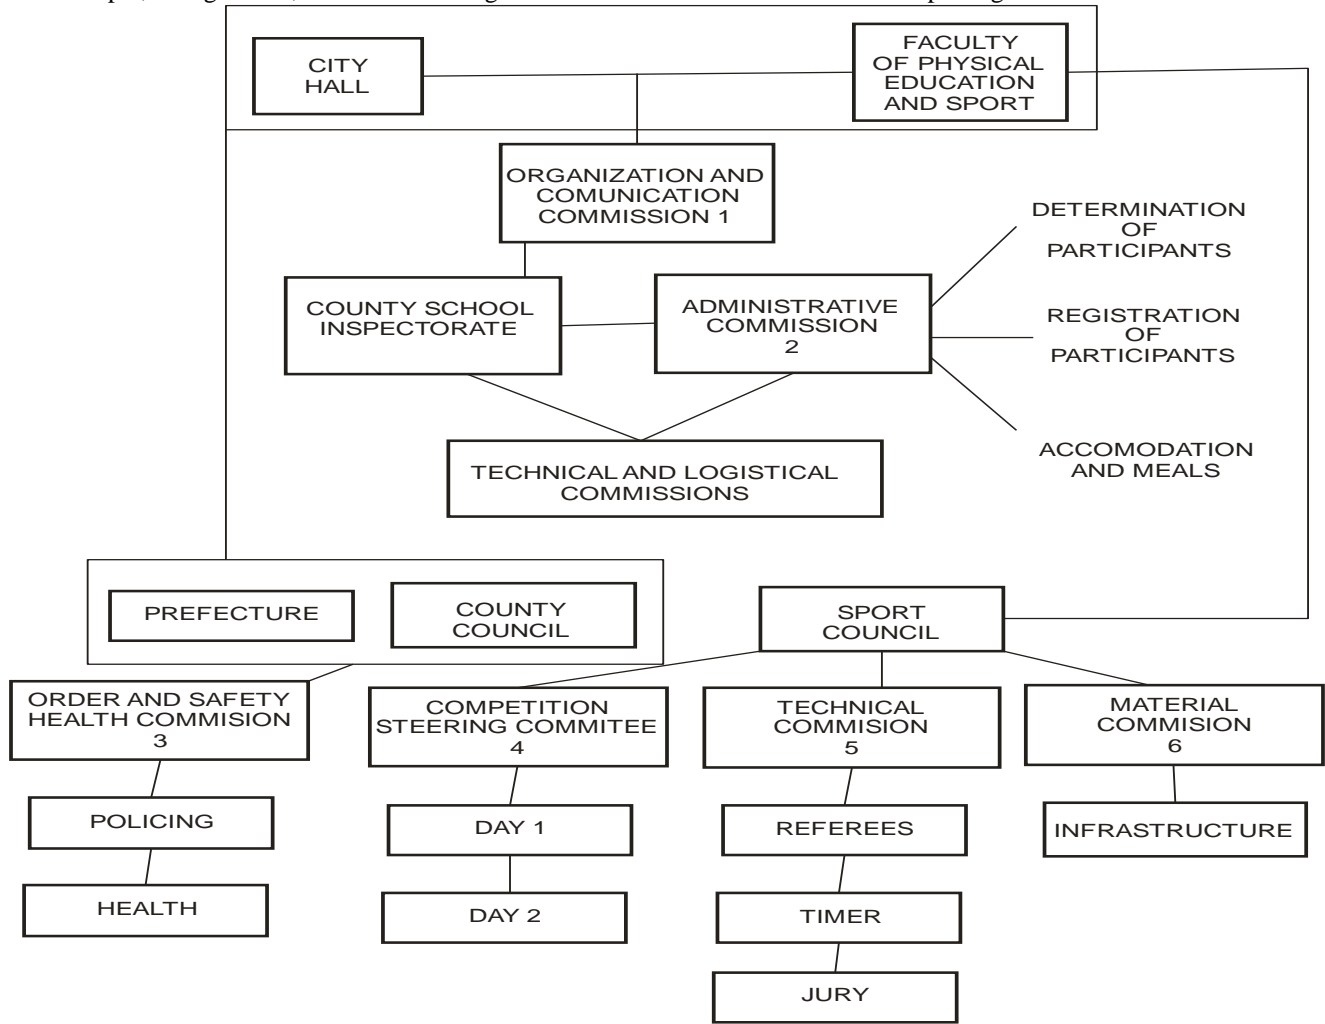 CITY
HALL
FACULTY
OF PHYSICAL
EDUCATION
AND SPORT
ORGANIZATION AND
COMUNICATION
COMMISSION 1
DETERMINATION
OF
PARTICIPANTS
COUNTY SCHOOL
INSPECTORATE
ADMINISTRATIVE
COMMISSION
2
REGISTRATION
OF
PARTICIPANTS
ACCOMODATION
AND MEALS
TECHNICAL AND LOGISTICAL
COMMISSIONS
PREFECTURE
COUNTY
COUNCIL
SPORT
COUNCIL
ORDER AND SAFETY
HEALTH COMMISION
3
COMPETITION
STEERING COMMITEE
4
TECHNICAL
COMMISION
5
MATERIAL
COMMISION
6
POLICING
DAY 1
REFEREES
INFRASTRUCTURE
HEALTH
DAY 2
TIMER
JURY